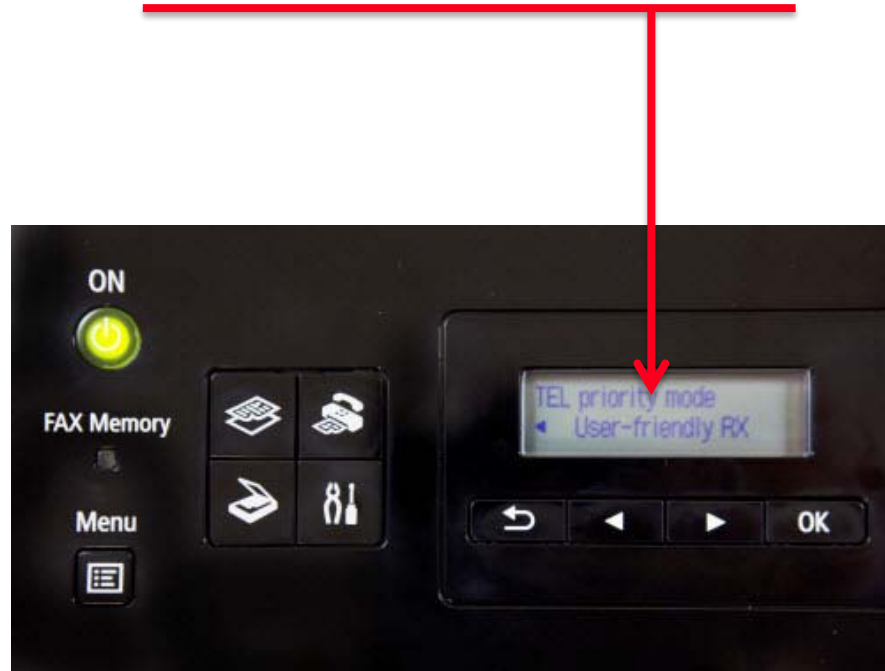 ON
FAX Memory
Menu
TEL priority mode
◄ User-friendly RX
OK